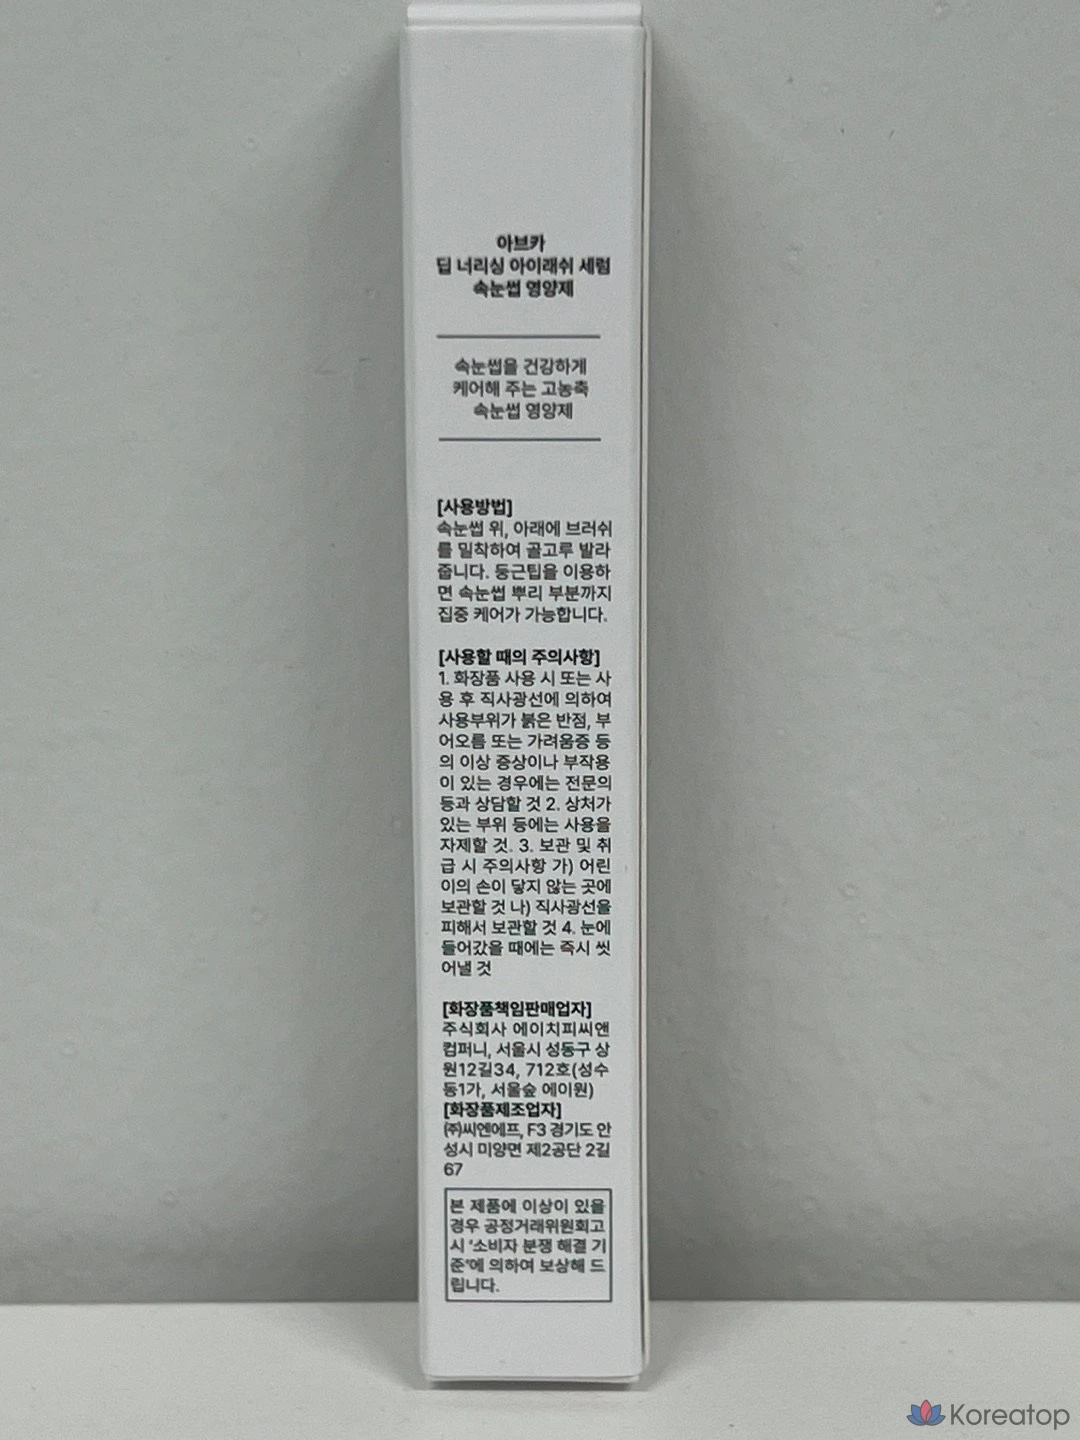 아브카
딥 너리싱 아이래쉬 세럼
속눈썹 영양제
속눈썹을 건강하게
케어해 주는 고농축
속눈썹 영양제
[사용방법]
속눈썹 위, 아래에 브러쉬
를 밀착하여 골고루 발라
줍니다. 둥근팁을 이용하
면 속눈썹 뿌리 부분까지
집중 케어가 가능합니다.
[사용할 때의 주의사항]
1. 화장품 사용 시 또는 사
용 후 직사광선에 의하여
사용부위가 붉은 반점, 부
어오름 또는 가려움증 등
의 이상 증상이나 부작용
이 있는 경우에는 전문의
등과 상담할 것 2. 상처가
있는 부위 등에는 사용을
자제할 것. 3. 보관 및 취
급 시 주의사항 가) 어린
이의 손이 닿지 않는 곳에
보관할 것 나) 직사광선을
피해서 보관할 것 4. 눈에
들어갔을 때에는 즉시 씻
어낼 것
[화장품책임판매업자]
주식회사 에이치피씨앤
컴퍼니, 서울시 성동구 상
원12길34, 712호(성수
동1가, 서울숲 에이원)
[화장품제조업자]
㈜씨엔에프, F3 경기도 안
성시 미양면 제2공단 2길
67
본 제품에 이상이 있을
경우 공정거래위원회고
시 '소비자 분쟁 해결 기
준'에 의하여 보상해 드
립니다.
Koreatop